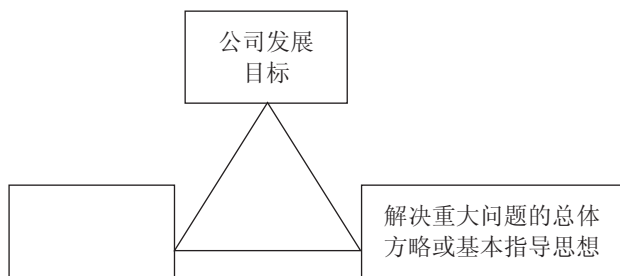 公司发展
目标
解决重大问题的总体
方略或基本指导思想